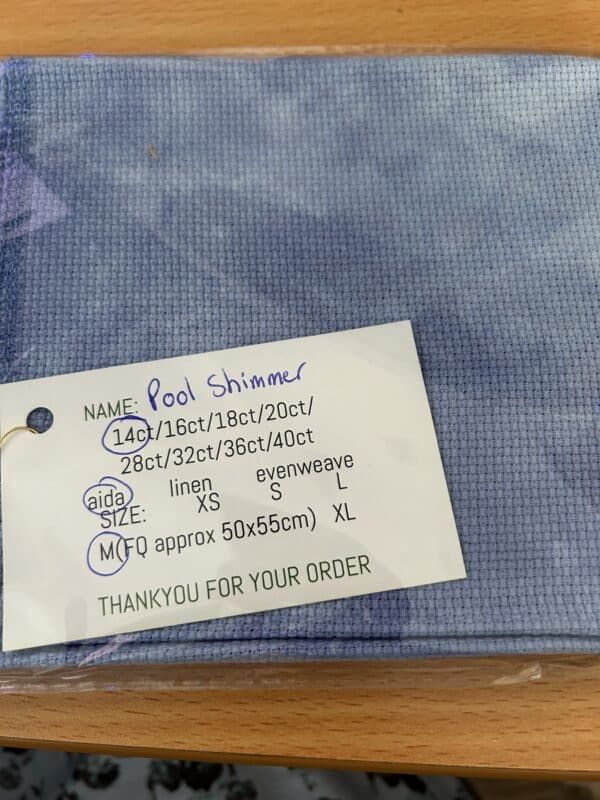 NAME: Pool Shimmer
14ct/16ct/18ct/20ct/
28ct/32ct/36ct/40ct
aida linen evenweave
SIZE: XS S L
M(FQ approx 50x55cm) XL
THANKYOU FOR YOUR ORDER